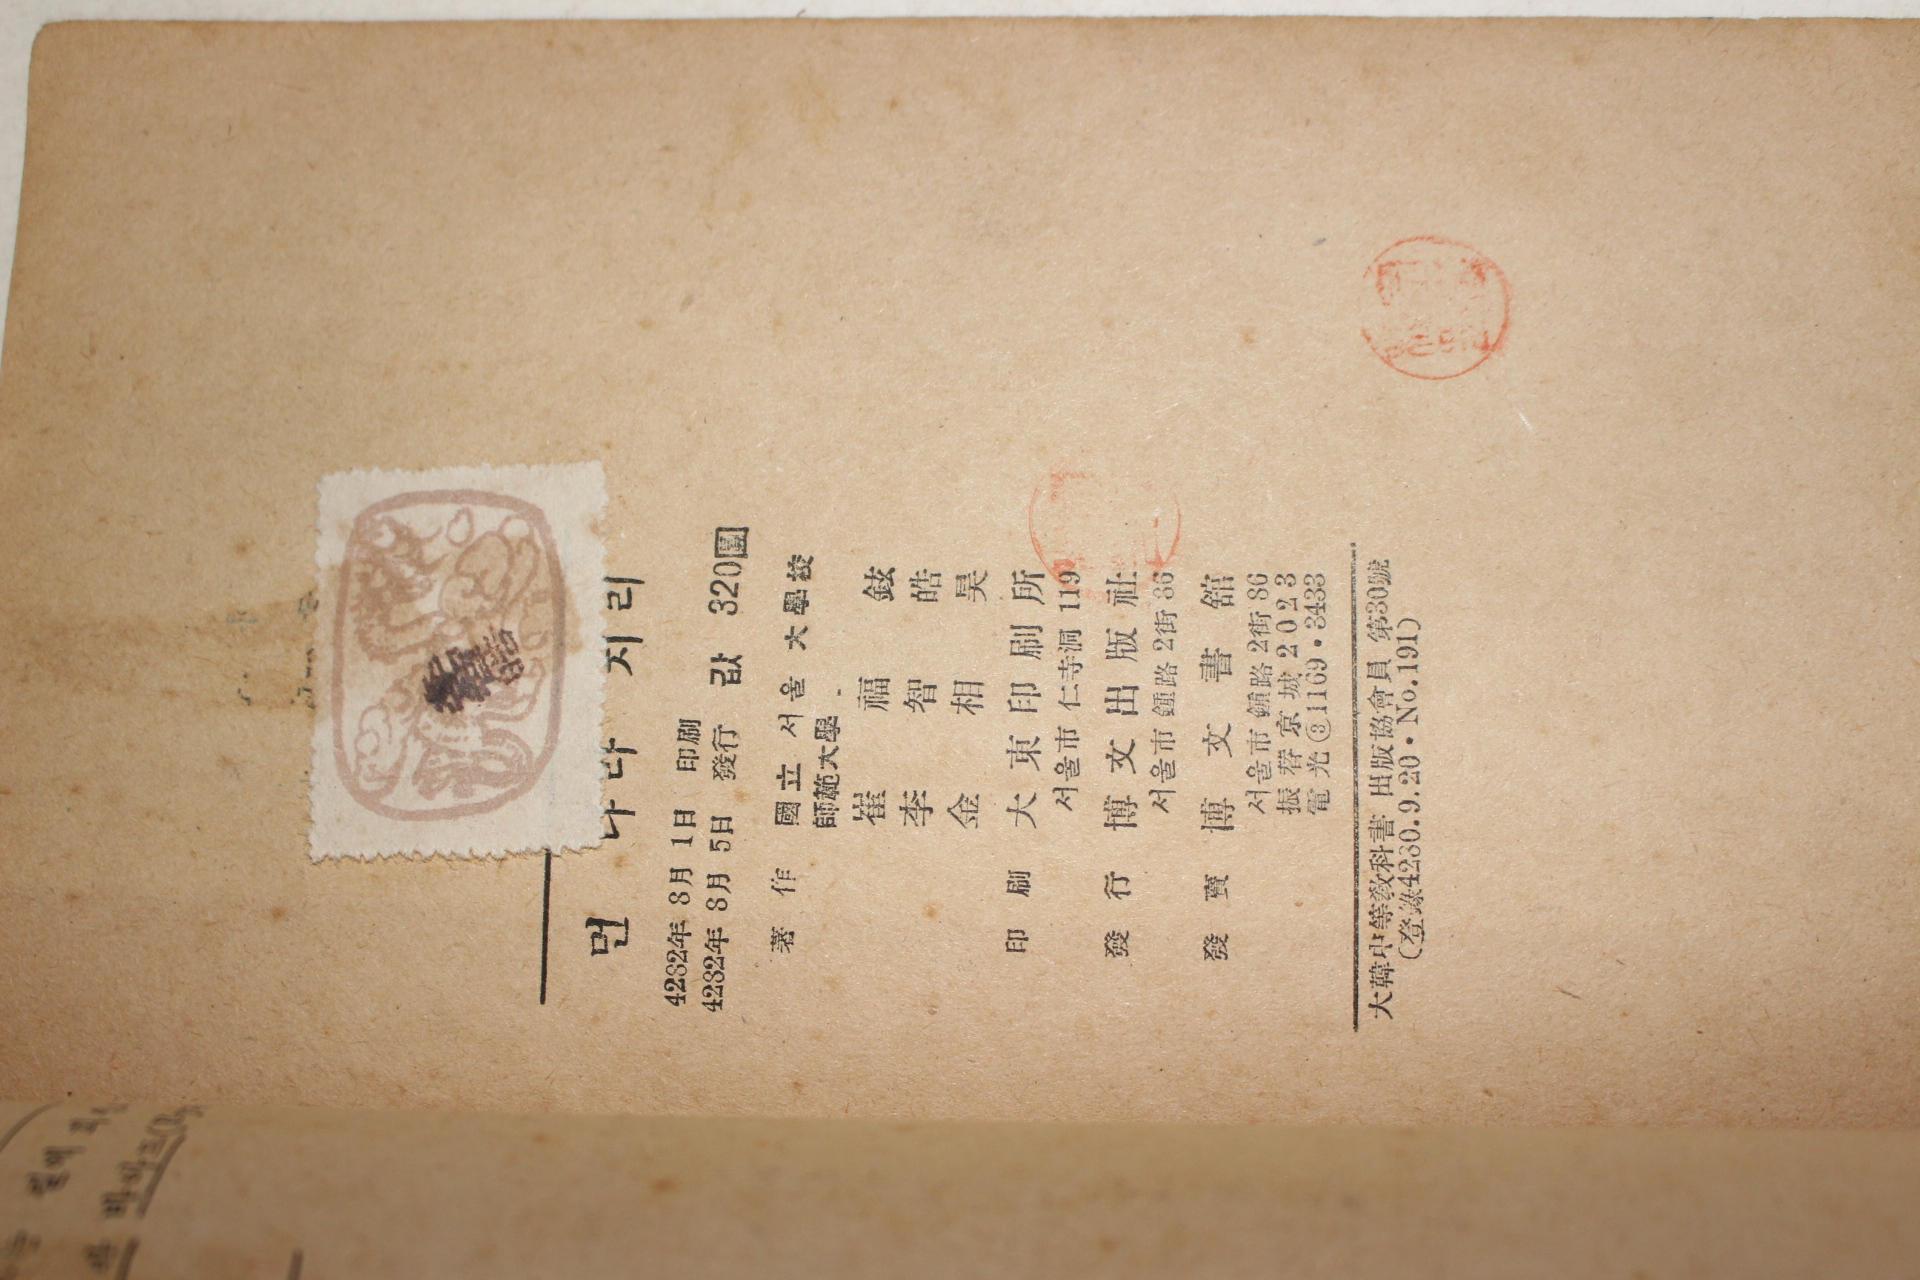 먼 나라 지리
4282年 8月 1日 印刷
4282年 8月 5日 發行 값 320圓
著作 國立 서울 大學校
師範大學
崔福鉉
李智皓
金相昊
印刷 大東印刷所
서울市 仁寺洞 119
發行 博文出版社
서울市 鍾路 2街 86
發賣 博文書館
서울市 鍾路 2街 86
振替京城 2023
電光③1169·3433
大韓中等敎科書 出版協會員 第30號
(登錄4280.9.20·No.191)